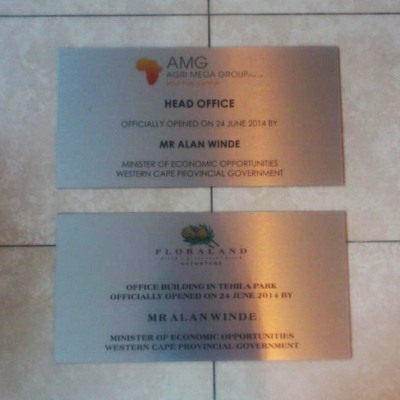 AMG
AGRI MEGA GROUP
HEAD OFFICE
OFFICIALLY OPENED ON 24 JUNE 2014 BY
MR ALAN WINDE
MINISTER OF ECONOMIC OPPORTUNITIES
WESTERN CAPE PROVINCIAL GOVERNMENT
FLORALAND
EXPORTERS
OFFICE BUILDING IN TEHILA PARK
OFFICIALLY OPENED ON 24 JUNE 2014 BY
MR ALAN WINDE
MINISTER OF ECONOMIC OPPORTUNITIES
WESTERN CAPE PROVINCIAL GOVERNMENT